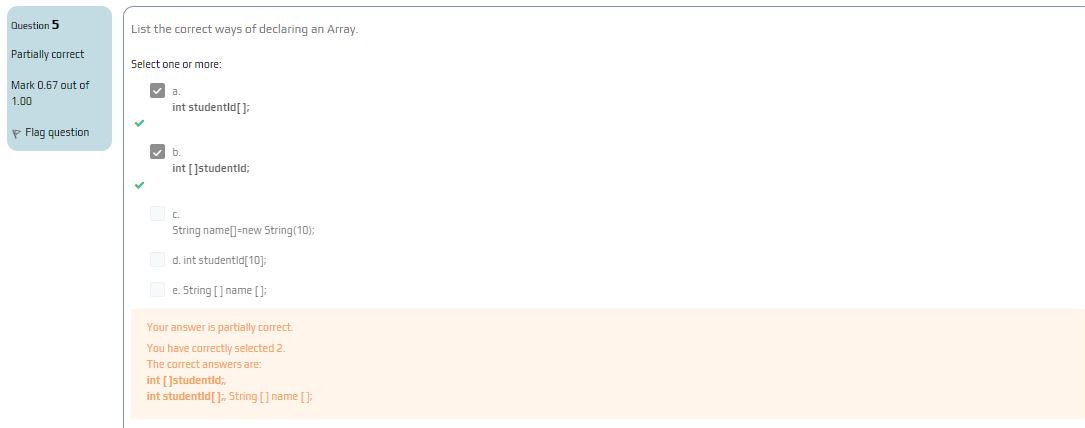 Question 5
Partially correct
Mark 0.67 out of
1.00
Flag question
List the correct ways of declaring an Array.
Select one or more:
a.
int studentId[ ];
b.
int [ ]studentId;
c.
String name[]=new String(10);
d. int studentId[10];
e. String [ ] name [ ];
Your answer is partially correct.
You have correctly selected 2.
The correct answers are:
int [ ]studentId;,
int studentId[ ];, String [ ] name [ ];